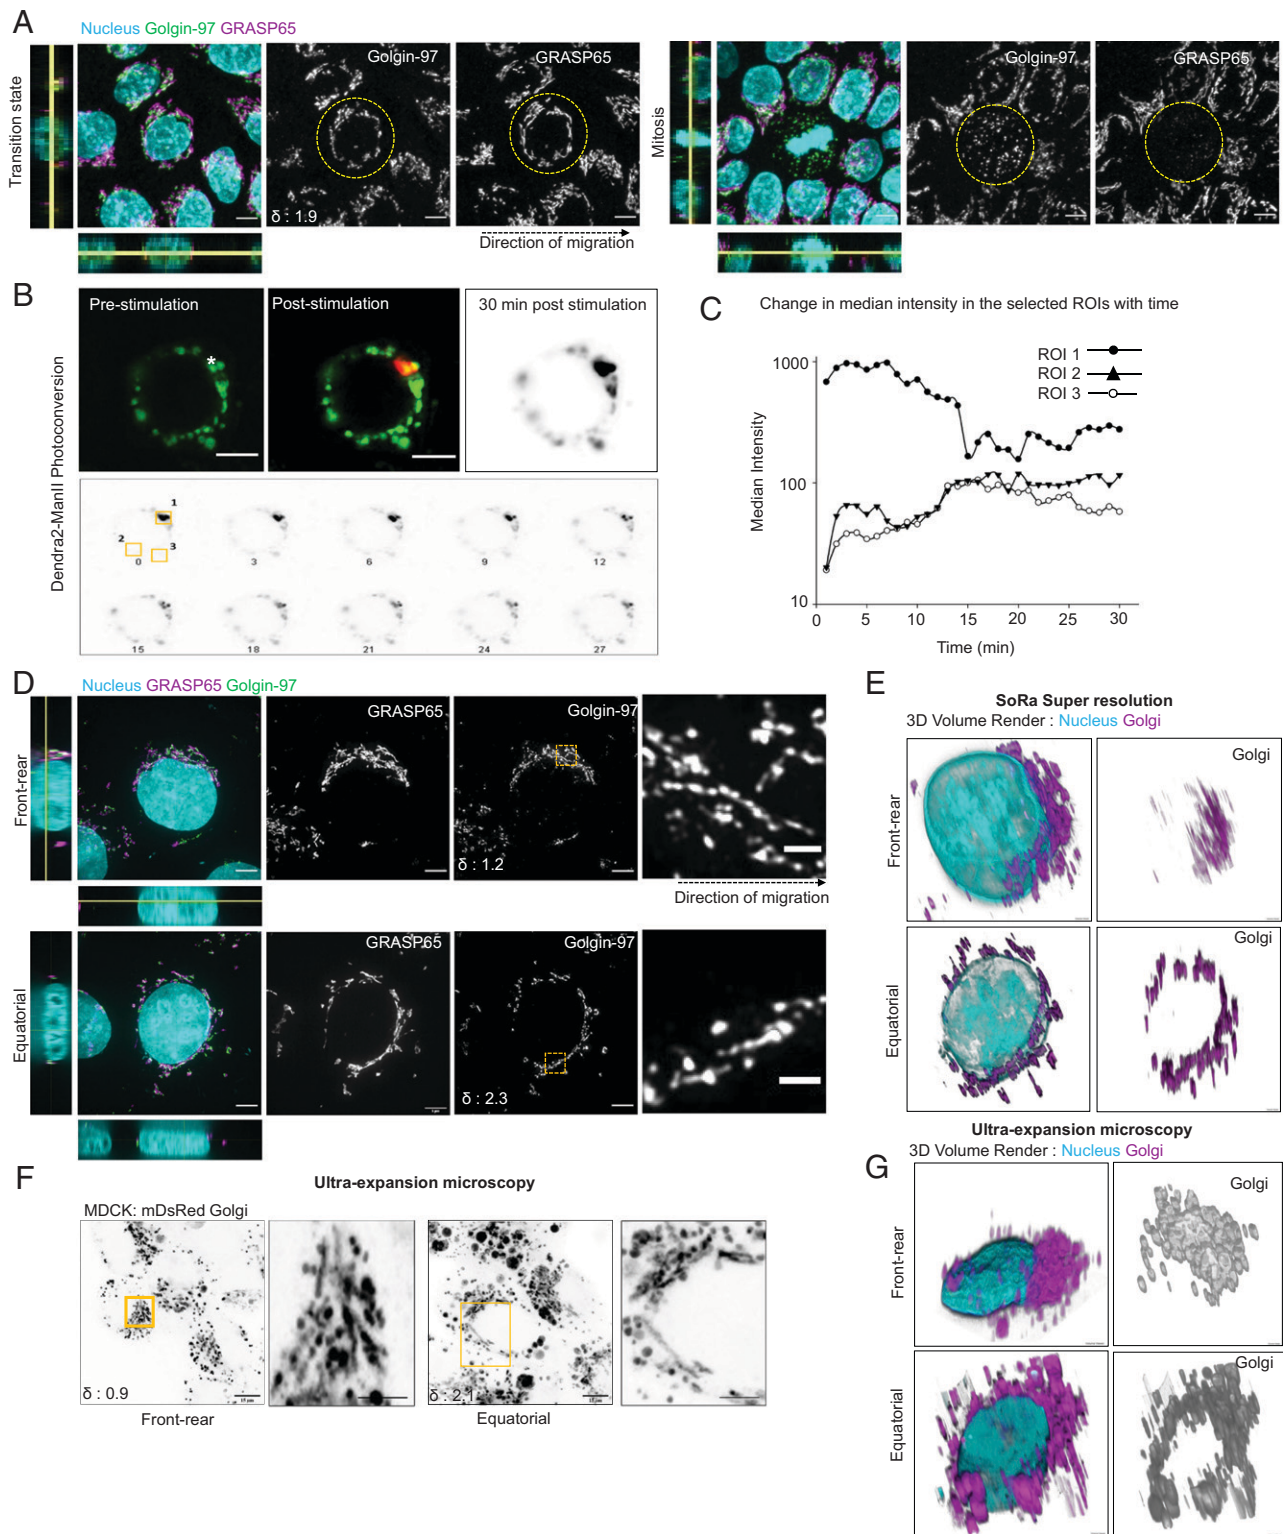 A
Nucleus Golgin-97 GRASP65
Transition state
Golgin-97
GRASP65
δ : 1.9
Direction of migration
Mitosis
Golgin-97
GRASP65
B
Dendra2-ManII Photoconversion
Pre-stimulation
*
Post-stimulation
30 min post stimulation
1
2
3
0
3
6
9
12
15
18
21
24
27
C
Change in median intensity in the selected ROIs with time
ROI 1
ROI 2
ROI 3
Median Intensity
1000
100
10
0
5
10
15
20
25
30
Time (min)
D
Nucleus GRASP65 Golgin-97
Front-rear
GRASP65
Golgin-97
δ : 1.2
Direction of migration
Equatorial
GRASP65
Golgin-97
δ : 2.3
E
SoRa Super resolution
3D Volume Render : Nucleus Golgi
Front-rear
Golgi
Equatorial
Golgi
F
Ultra-expansion microscopy
MDCK: mDsRed Golgi
δ : 0.9
15 µm
Front-rear
δ : 2.1
15 µm
Equatorial
Ultra-expansion microscopy
G
3D Volume Render : Nucleus Golgi
Front-rear
Golgi
Equatorial
Golgi